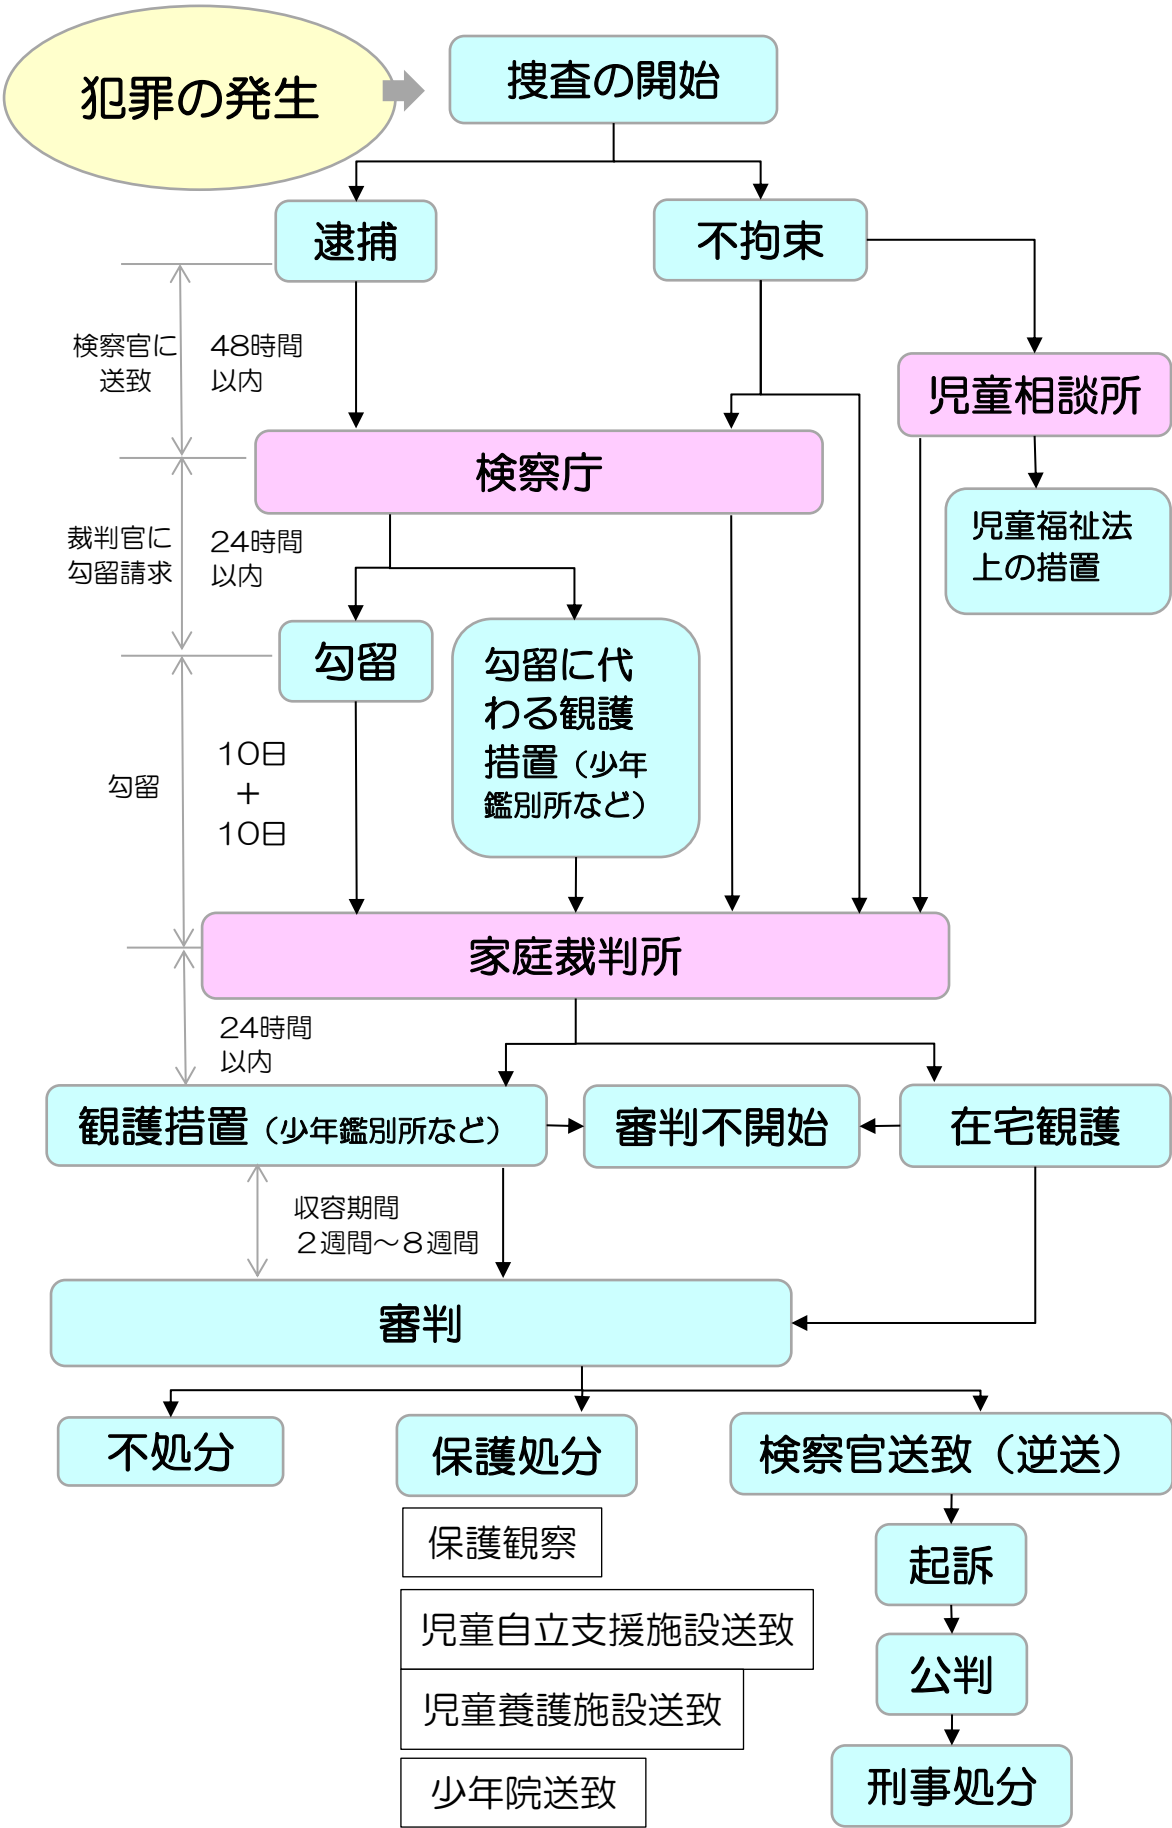 犯罪の発生
捜査の開始
逮捕
不拘束
検察官に
送致
48時間
以内
児童相談所
検察庁
児童福祉法
上の措置
裁判官に
勾留請求
24時間
以内
勾留
勾留に代
わる観護
措置（少年
鑑別所など）
勾留
10日
＋
10日
家庭裁判所
24時間
以内
観護措置（少年鑑別所など）
審判不開始
在宅観護
収容期間
２週間～８週間
審判
不処分
保護処分
検察官送致（逆送）
保護観察
起訴
児童自立支援施設送致
公判
児童養護施設送致
少年院送致
刑事処分